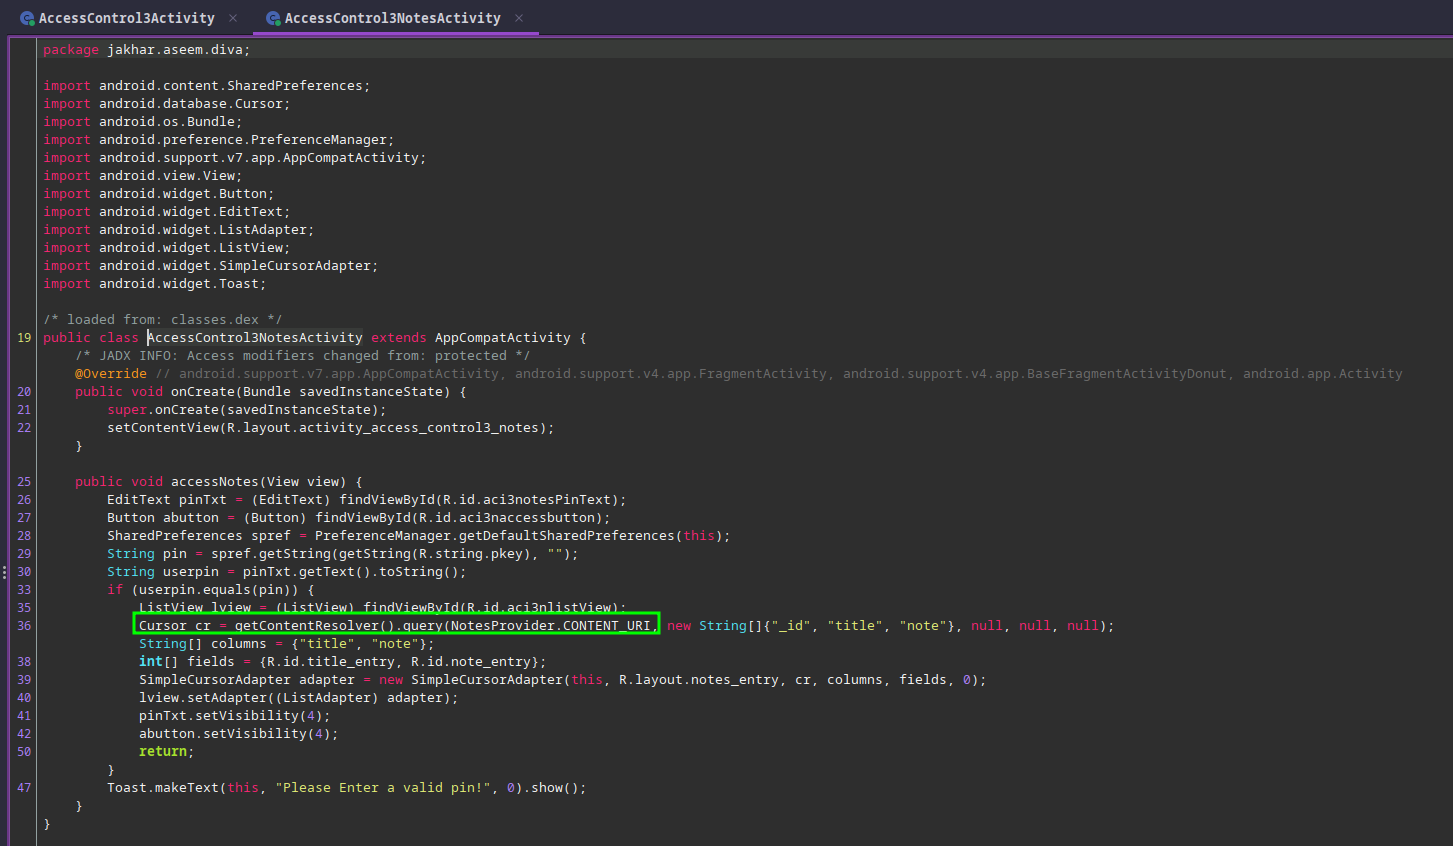 AccessControl3Activity × AccessControl3NotesActivity ×
package jakhar.aseem.diva;
import android.content.SharedPreferences;
import android.database.Cursor;
import android.os.Bundle;
import android.preference.PreferenceManager;
import android.support.v7.app.AppCompatActivity;
import android.view.View;
import android.widget.Button;
import android.widget.EditText;
import android.widget.ListAdapter;
import android.widget.ListView;
import android.widget.SimpleCursorAdapter;
import android.widget.Toast;
/* loaded from: classes.dex */
19 public class AccessControl3NotesActivity extends AppCompatActivity {
/* JADX INFO: Access modifiers changed from: protected */
@Override // android.support.v7.app.AppCompatActivity, android.support.v4.app.FragmentActivity, android.support.v4.app.BaseFragmentActivityDonut, android.app.Activity
20 public void onCreate(Bundle savedInstanceState) {
21 super.onCreate(savedInstanceState);
22 setContentView(R.layout.activity_access_control3_notes);
}
25 public void accessNotes(View view) {
26 EditText pinTxt = (EditText) findViewById(R.id.aci3notesPinText);
27 Button abutton = (Button) findViewById(R.id.aci3naccessbutton);
28 SharedPreferences spref = PreferenceManager.getDefaultSharedPreferences(this);
29 String pin = spref.getString(getString(R.string.pkey), "");
30 String userpin = pinTxt.getText().toString();
33 if (userpin.equals(pin)) {
35 ListView lview = (ListView) findViewById(R.id.aci3nlistView);
36 Cursor cr = getContentResolver().query(NotesProvider.CONTENT_URI, new String[]{"_id", "title", "note"}, null, null, null);
String[] columns = {"title", "note"};
38 int[] fields = {R.id.title_entry, R.id.note_entry};
39 SimpleCursorAdapter adapter = new SimpleCursorAdapter(this, R.layout.notes_entry, cr, columns, fields, 0);
40 lview.setAdapter((ListAdapter) adapter);
41 pinTxt.setVisibility(4);
42 abutton.setVisibility(4);
50 return;
}
47 Toast.makeText(this, "Please Enter a valid pin!", 0).show();
}
}